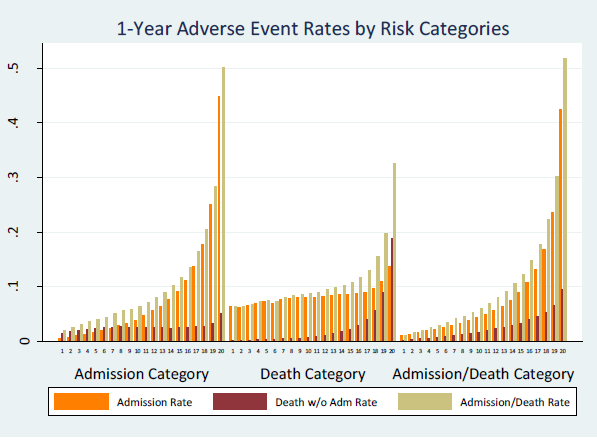 1-Year Adverse Event Rates by Risk Categories
.5
.4
.3
.2
.1
0
1 2 3 4 5 6 7 8 9 10 11 12 13 14 15 16 17 18 19 20 1 2 3 4 5 6 7 8 9 10 11 12 13 14 15 16 17 18 19 20 1 2 3 4 5 6 7 8 9 10 11 12 13 14 15 16 17 18 19 20
Admission Category Death Category Admission/Death Category
Admission Rate Death w/o Adm Rate Admission/Death Rate